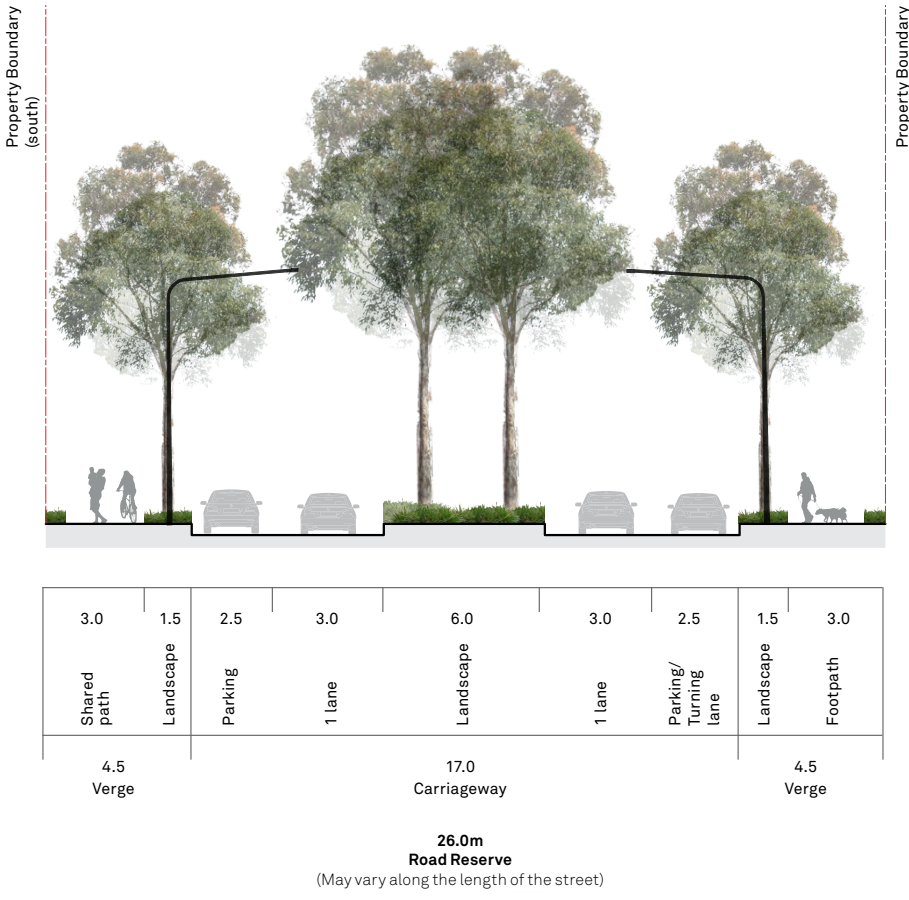 Property Boundary
(south)
Property Boundary
3.0
1.5
2.5
3.0
6.0
3.0
2.5
1.5
3.0
Shared
path
Landscape
Parking
1 lane
Landscape
1 lane
Parking/
Turning
lane
Landscape
Footpath
4.5
Verge
17.0
Carriageway
4.5
Verge
26.0m
Road Reserve
(May vary along the length of the street)